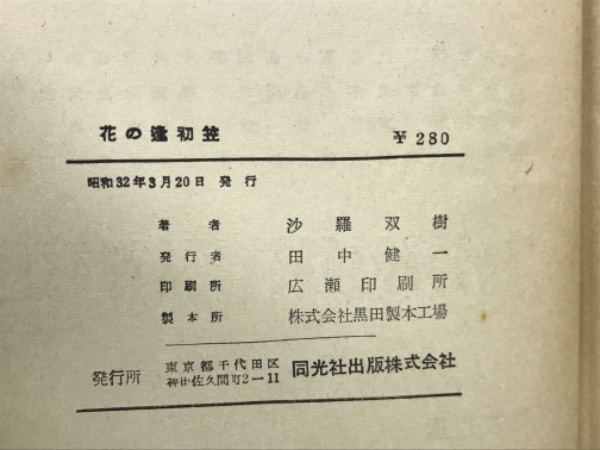 花の逢初笠 ¥ 280
昭和32年3月20日 発行
著者 沙羅双樹
発行者 田中健一
印刷所 広瀬印刷所
製本所 株式会社黒田製本工場
発行所 東京都千代田区 同光社出版株式会社
神田佐久間町2-11